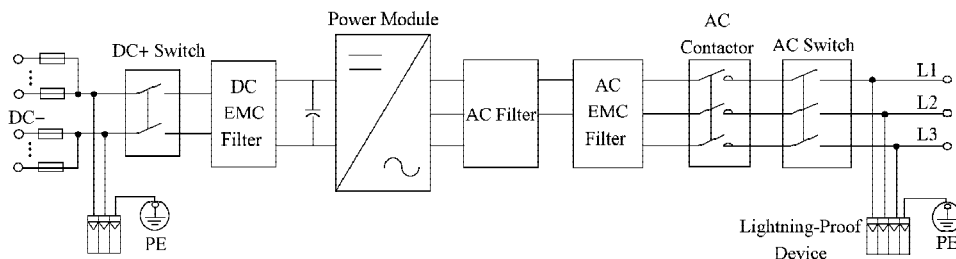 Power Module
AC
Contactor
DC+ Switch
AC Switch
DC
EMC
Filter
AC Filter
AC
EMC
Filter
L1
L2
L3
DC−
PE
Lightning-Proof
Device
PE